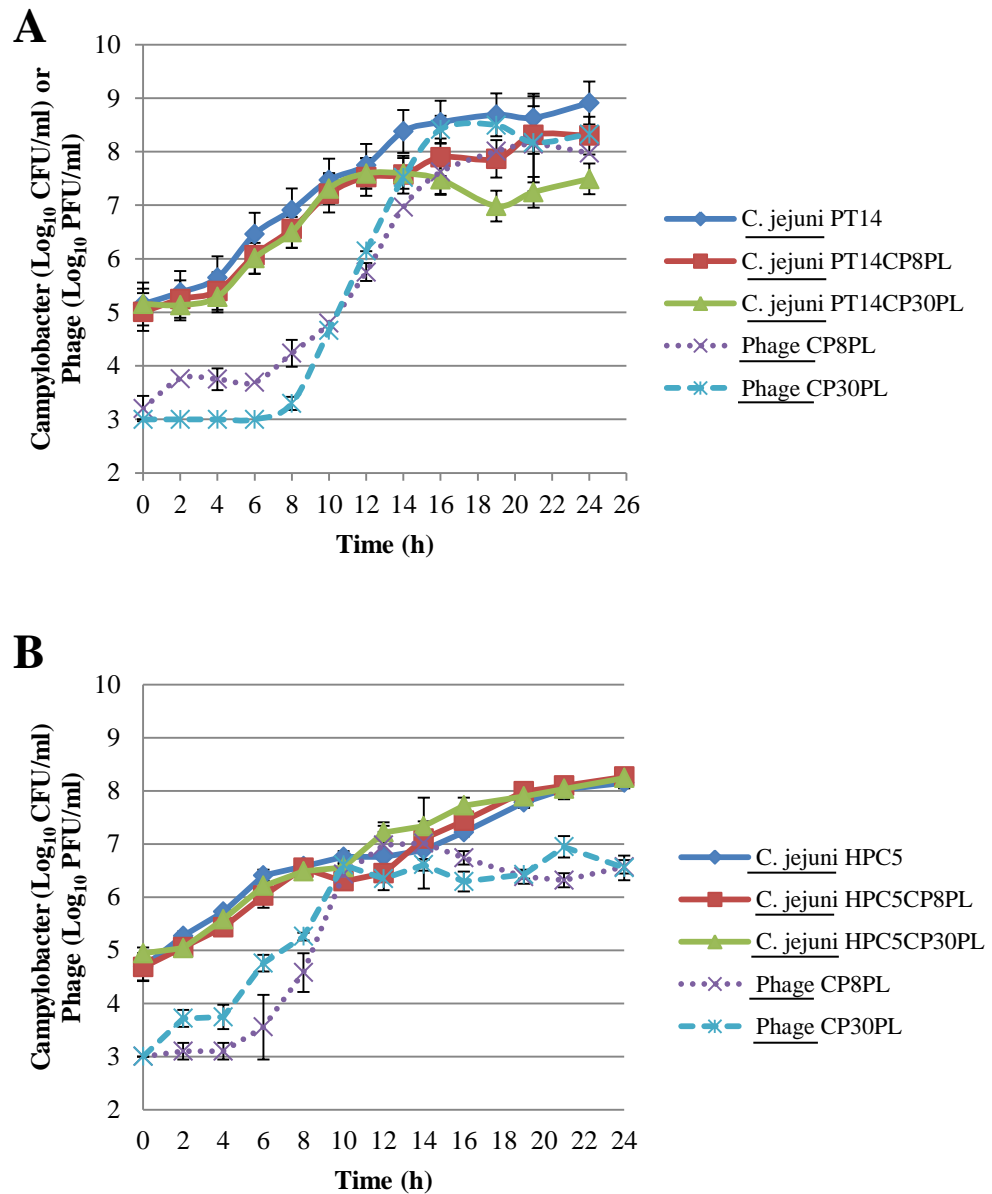 A
Campylobacter (Log10 CFU/ml) or
Phage (Log10 PFU/ml)
10
9
8
7
6
5
4
3
2
0 2 4 6 8 10 12 14 16 18 20 22 24 26
Time (h)
C. jejuni PT14
C. jejuni PT14CP8PL
C. jejuni PT14CP30PL
Phage CP8PL
Phage CP30PL
B
Campylobacter (Log10 CFU/ml)
Phage (Log10 PFU/ml)
10
9
8
7
6
5
4
3
2
0 2 4 6 8 10 12 14 16 18 20 22 24
Time (h)
C. jejuni HPC5
C. jejuni HPC5CP8PL
C. jejuni HPC5CP30PL
Phage CP8PL
Phage CP30PL